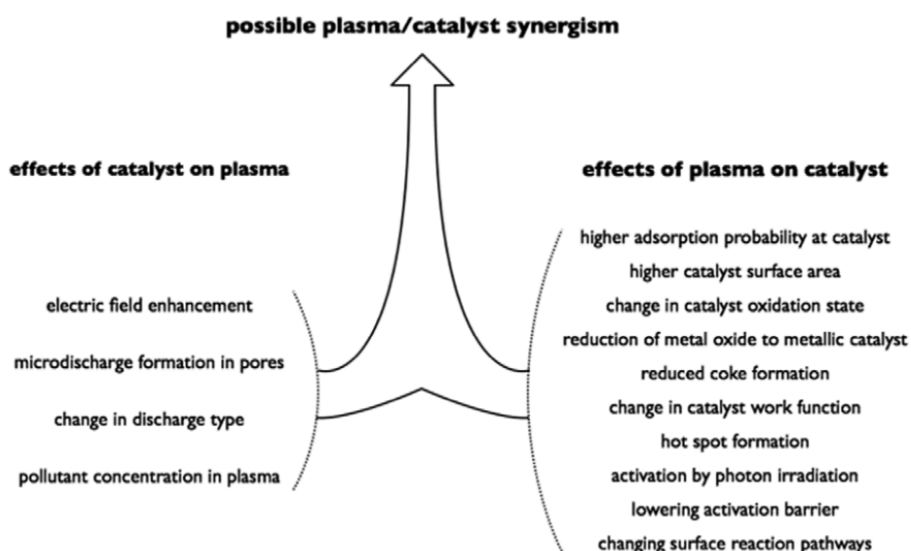 possible plasma/catalyst synergism
effects of catalyst on plasma
electric field enhancement
microdischarge formation in pores
change in discharge type
pollutant concentration in plasma
effects of plasma on catalyst
higher adsorption probability at catalyst
higher catalyst surface area
change in catalyst oxidation state
reduction of metal oxide to metallic catalyst
reduced coke formation
change in catalyst work function
hot spot formation
activation by photon irradiation
lowering activation barrier
changing surface reaction pathways